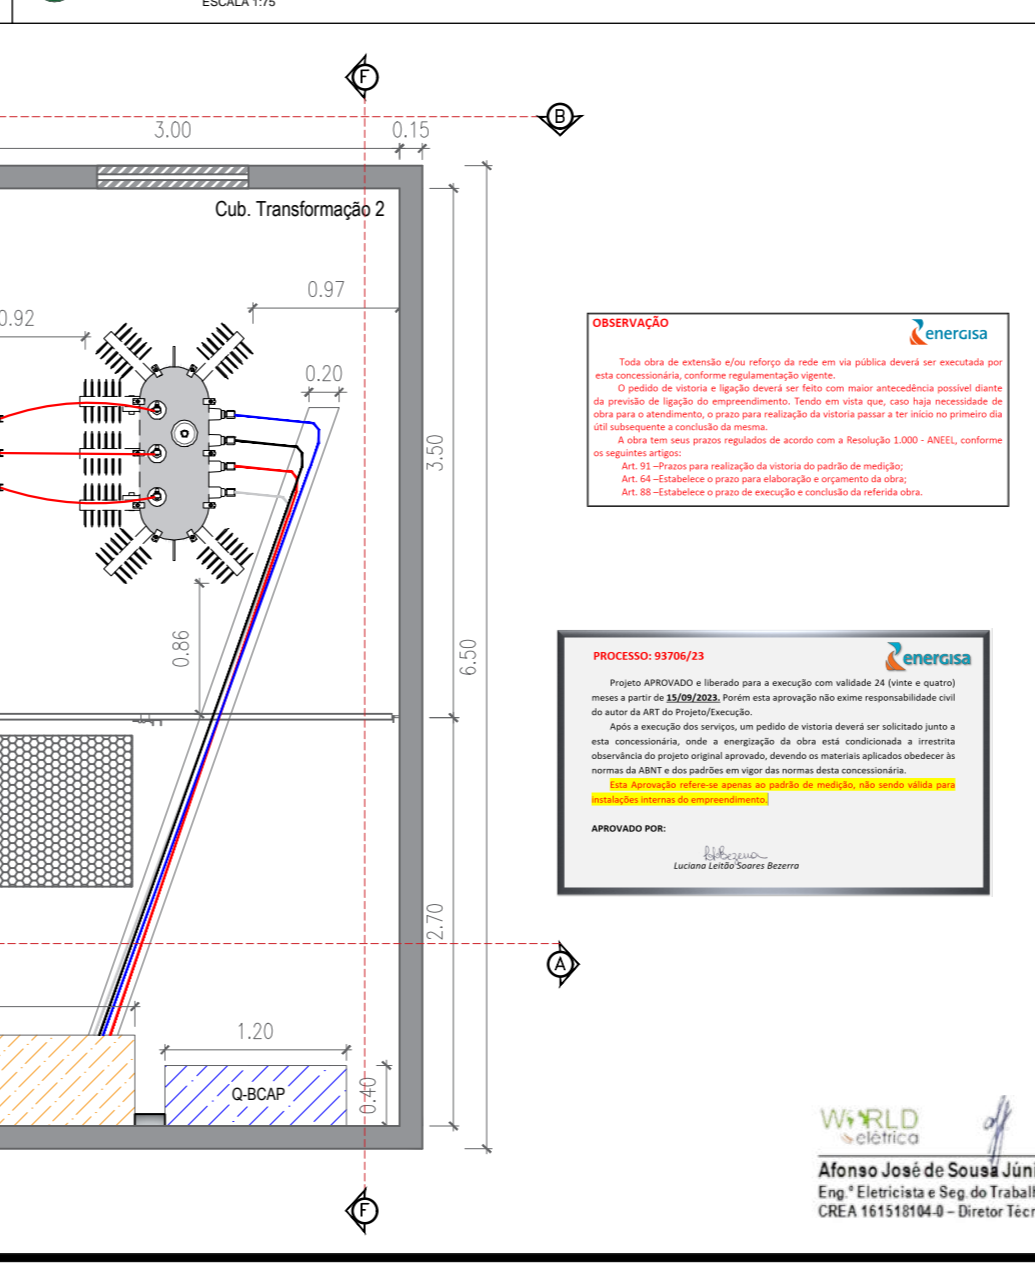 ESCALA 1:75
F
B
3.00
0.15
Cub. Transformação 2
0.97
0.92
0.20
3.50
6.50
0.86
2.70
A
1.20
0.40
Q-BCAP
F
OBSERVAÇÃO
energisa
Toda obra de extensão e/ou reforço da rede em via pública deverá ser executada por
esta concessionária, conforme regulamentação vigente.
O pedido de vistoria e ligação deverá ser feito com maior antecedência possível diante
da previsão de ligação do empreendimento. Tendo em vista que, caso haja necessidade de
obra para o atendimento, o prazo para realização da vistoria passar a ter início no primeiro dia
útil subsequente a conclusão da mesma.
A obra tem seus prazos regulados de acordo com a Resolução 1.000 - ANEEL, conforme
os seguintes artigos:
Art. 91 –Prazos para realização da vistoria do padrão de medição;
Art. 64 –Estabelece o prazo para elaboração e orçamento da obra;
Art. 88 –Estabelece o prazo de execução e conclusão da referida obra.
PROCESSO: 93706/23
energisa
Projeto APROVADO e liberado para a execução com validade 24 (vinte e quatro)
meses a partir de 15/09/2023. Porém esta aprovação não exime responsabilidade civil
do autor da ART do Projeto/Execução.
Após a execução dos serviços, um pedido de vistoria deverá ser solicitado junto a
esta concessionária, onde a energização da obra está condicionada a irrestrita
observância do projeto original aprovado, devendo os materiais aplicados obedecer às
normas da ABNT e dos padrões em vigor das normas desta concessionária.
Esta Aprovação refere-se apenas ao padrão de medição, não sendo válida para
instalações internas do empreendimento.
APROVADO POR:
Luciana Leitão Soares Bezerra
WORLD
elétrica
Afonso José de Sousa Júni
Eng.º Eletricista e Seg. do Trabalh
CREA 161518104-0 – Diretor Técn